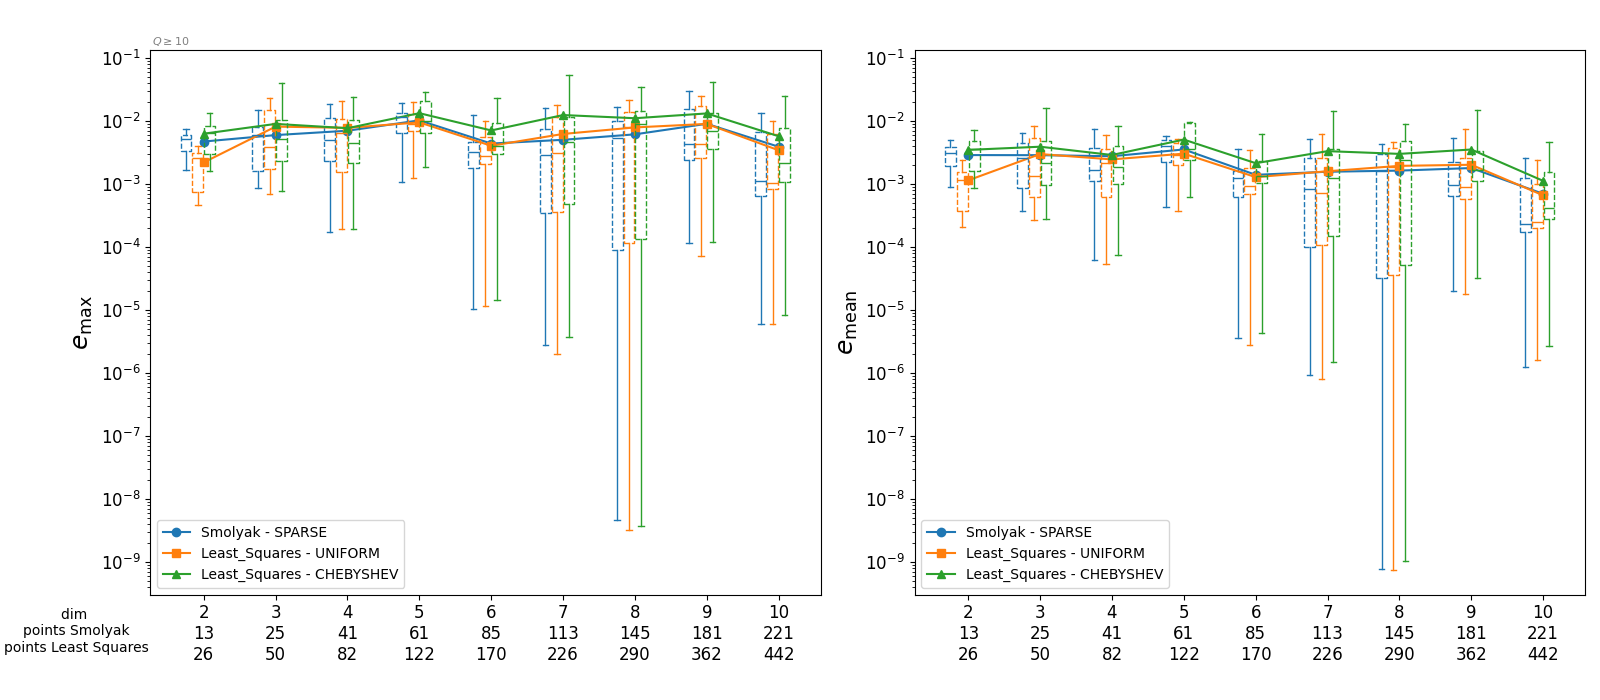 Q ≥ 10
10⁻¹
10⁻²
10⁻³
10⁻⁴
10⁻⁵
10⁻⁶
10⁻⁷
10⁻⁸
10⁻⁹
e_max
Smolyak - SPARSE
Least_Squares - UNIFORM
Least_Squares - CHEBYSHEV
10⁻¹
10⁻²
10⁻³
10⁻⁴
10⁻⁵
10⁻⁶
10⁻⁷
10⁻⁸
10⁻⁹
e_mean
Smolyak - SPARSE
Least_Squares - UNIFORM
Least_Squares - CHEBYSHEV
dim 2 3 4 5 6 7 8 9 10 2 3 4 5 6 7 8 9 10
points Smolyak 13 25 41 61 85 113 145 181 221 13 25 41 61 85 113 145 181 221
points Least Squares 26 50 82 122 170 226 290 362 442 26 50 82 122 170 226 290 362 442